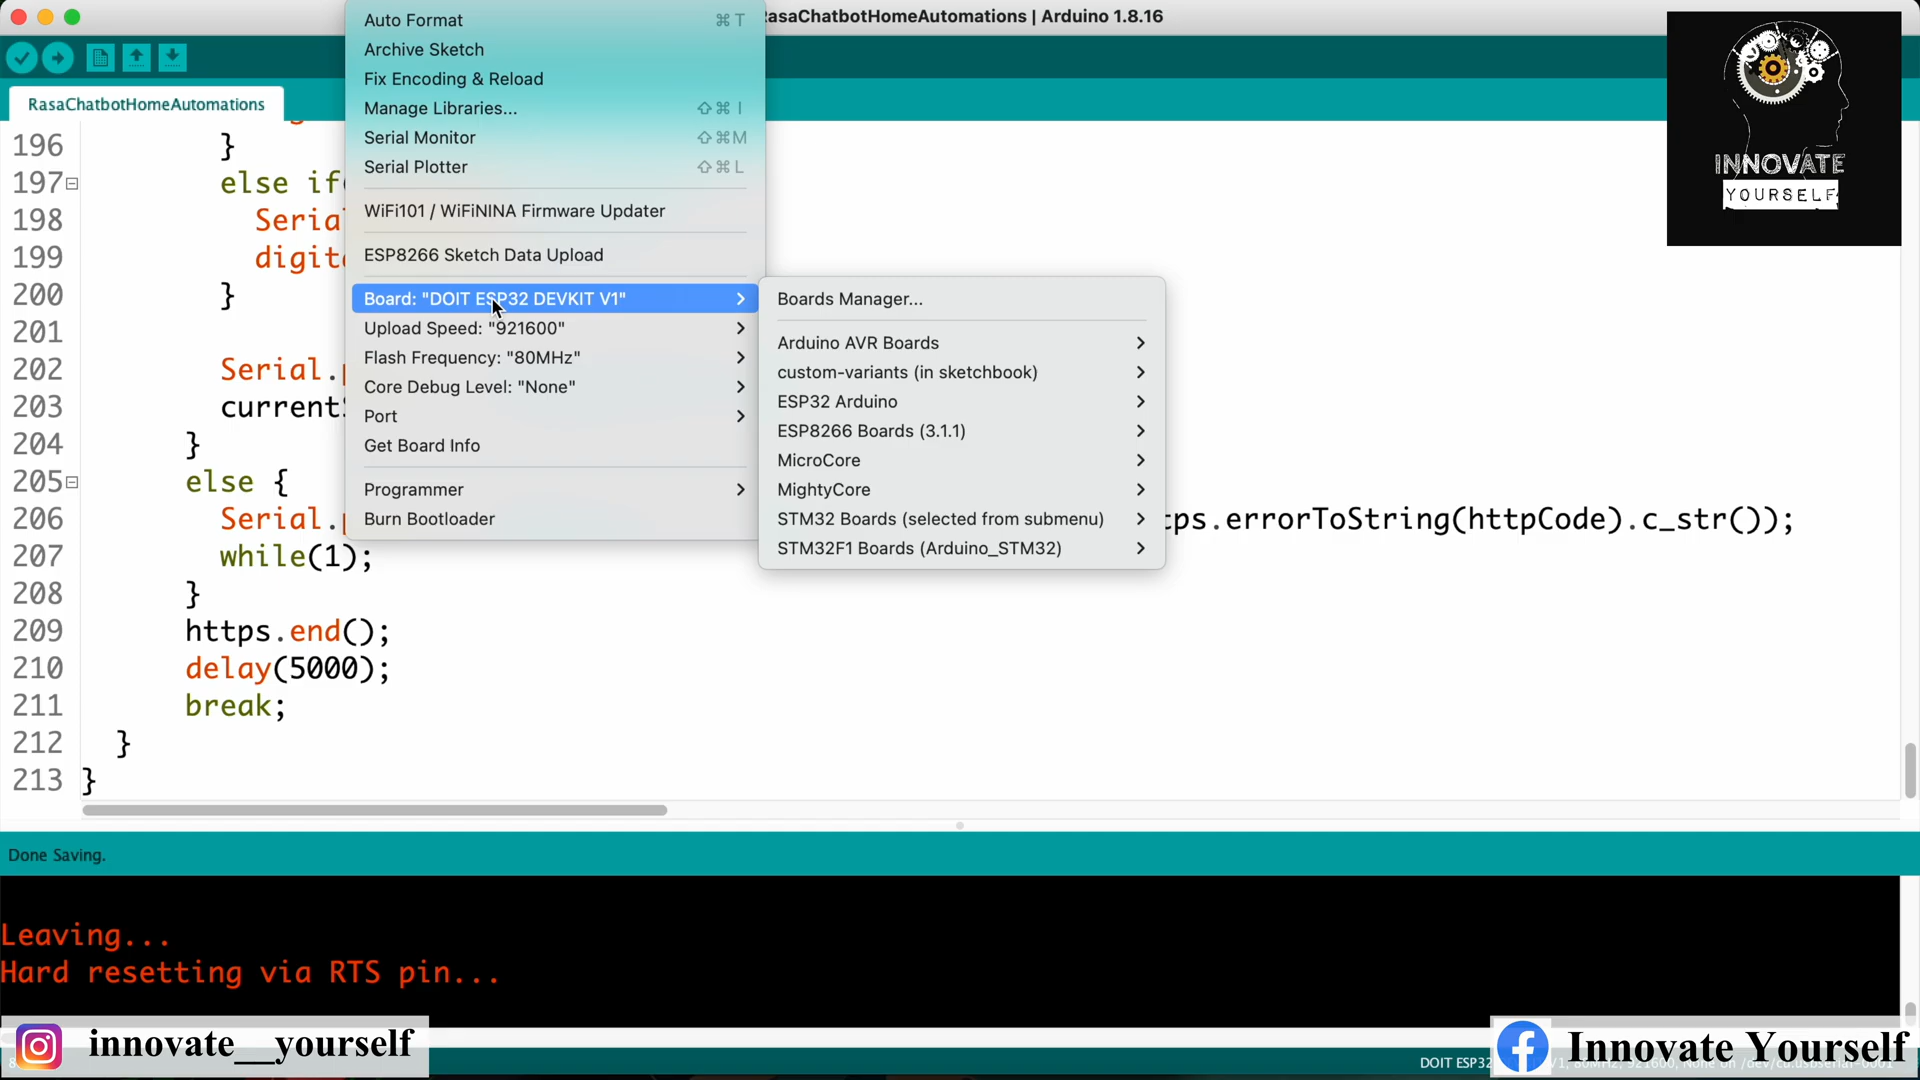 RasaChatbotHomeAutomations | Arduino 1.8.16
RasaChatbotHomeAutomations
Auto Format ⌘ T
Archive Sketch
Fix Encoding & Reload
Manage Libraries... ⇧⌘ I
Serial Monitor ⇧⌘M
Serial Plotter ⇧⌘ L
WiFi101 / WiFiNINA Firmware Updater
ESP8266 Sketch Data Upload
Board: "DOIT ESP32 DEVKIT V1"
Upload Speed: "921600"
Flash Frequency: "80MHz"
Core Debug Level: "None"
Port
Get Board Info
Programmer
Burn Bootloader
Boards Manager...
Arduino AVR Boards
custom-variants (in sketchbook)
ESP32 Arduino
ESP8266 Boards (3.1.1)
MicroCore
MightyCore
STM32 Boards (selected from submenu)
STM32F1 Boards (Arduino_STM32)
INNOVATE
YOURSELF
196 }
197 else if
198 Seria
199 digit
200 }
201
202 Serial.
203 current
204 }
205 else {
206 Serial. ps.errorToString(httpCode).c_str());
207 while(1);
208 }
209 https.end();
210 delay(5000);
211 break;
212 }
213 }
Done Saving.
Leaving...
Hard resetting via RTS pin...
innovate__yourself
Innovate Yourself
DOIT ESP32